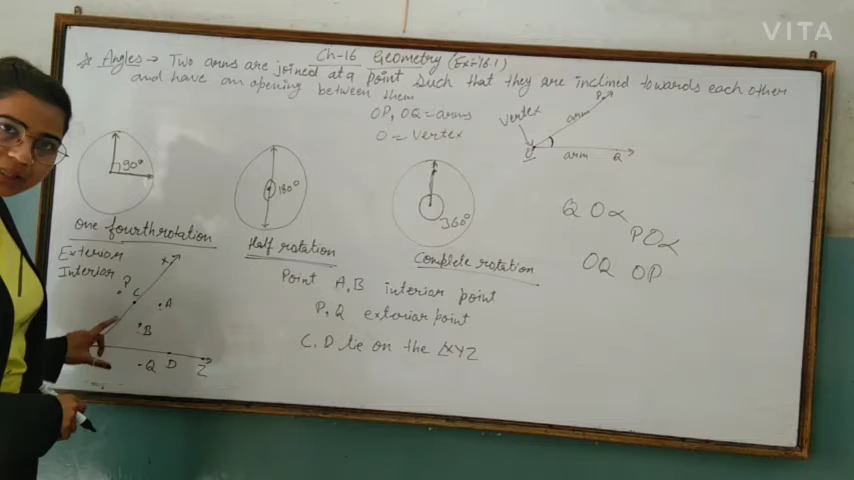 VITA
Ch-16 Geometry (Ex-16.1)
* Angles → Two arms are joined at a point such that they are inclined towards each other
and have an opening between them
OP, OQ = arms
O = vertex
vertex
P
arm
O
arm
Q
90°
180°
360°
one fourth rotation
Half rotation
Complete rotation
QO
PO
OQ OP
Exterior
Interior
X
P
C
A
B
Q
D
Z
Point A, B interior point
P, Q exterior point
C, D lie on the ∠XYZ